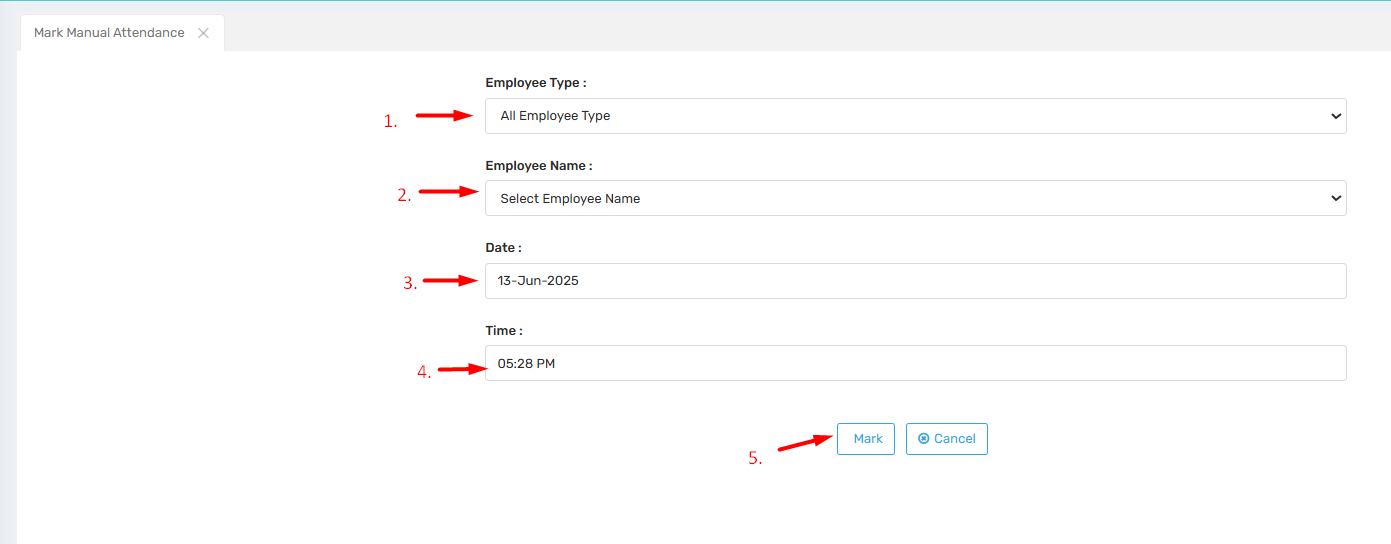 Mark Manual Attendance
Employee Type :
1. All Employee Type
Employee Name :
2. Select Employee Name
Date :
3. 13-Jun-2025
Time :
4. 05:28 PM
5. Mark Cancel